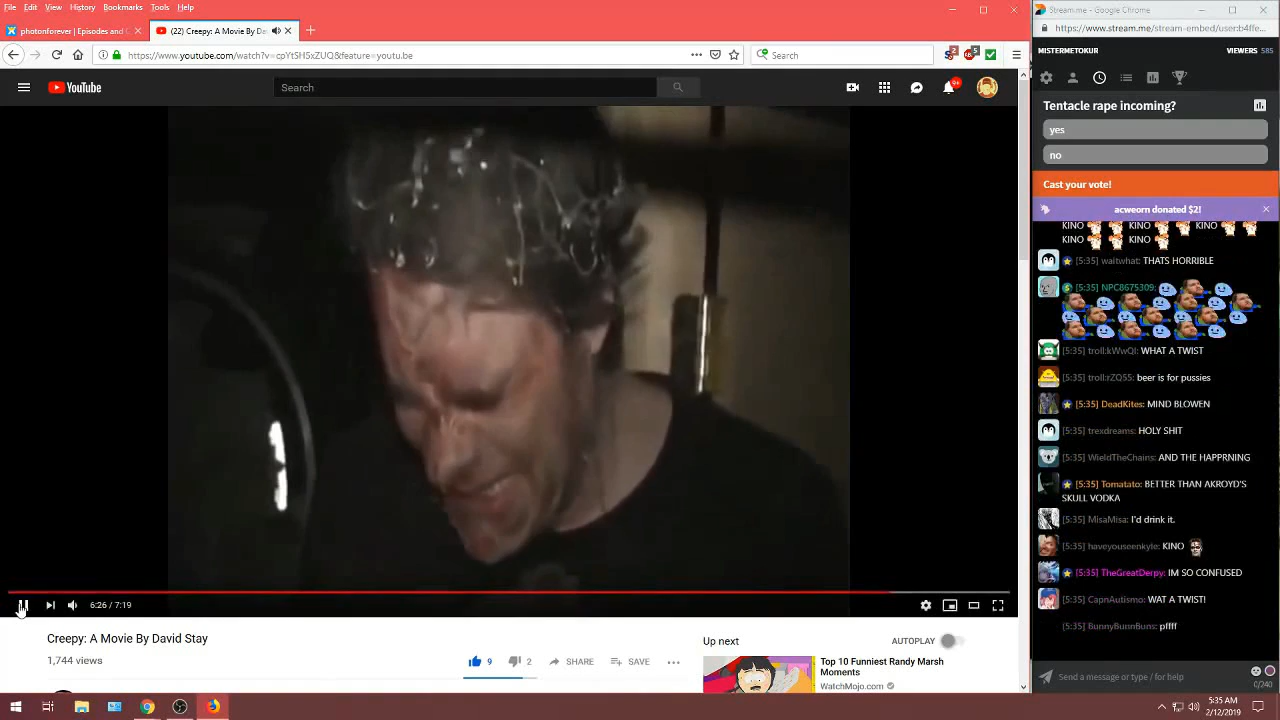 File Edit View History Bookmarks Tools Help
photonforever | Episodes and C
(22) Creepy: A Movie By Da
https://www.youtube.com/watch?v=cpYtSH5xZUQ&feature=youtu.be
Search
2
5
YouTube
Search
9+
6:26 / 7:19
Creepy: A Movie By David Stay
1,744 views
9
2
SHARE
SAVE
Up next
AUTOPLAY
Top 10 Funniest Randy Marsh
Moments
WatchMojo.com
Stream.me - Google Chrome
https://www.stream.me/stream-embed/user:b4ffe...
MISTERMETOKUR
VIEWERS 585
Tentacle rape incoming?
yes
no
Cast your vote!
acweorn donated $2!
KINO KINO KINO
KINO KINO
[5:35] waitwhat: THATS HORRIBLE
[5:35] NPC8675309:
[5:35] troll:kWwQI: WHAT A TWIST
[5:35] troll:rZQ5S: beer is for pussies
[5:35] DeadKites: MIND BLOWEN
[5:35] trexdreams: HOLY SHIT
[5:35] WieldTheChains: AND THE HAPPRNING
[5:35] Tomatato: BETTER THAN AKROYD'S
SKULL VODKA
[5:35] MisaMisa: I'd drink it.
[5:35] haveyouseenkyle: KINO
[5:35] TheGreatDerpy: IM SO CONFUSED
[5:35] CapnAutismo: WAT A TWIST!
[5:35] BunnyBunnBuns: pffff
Send a message or type / for help
0/240
5:35 AM
2/12/2019